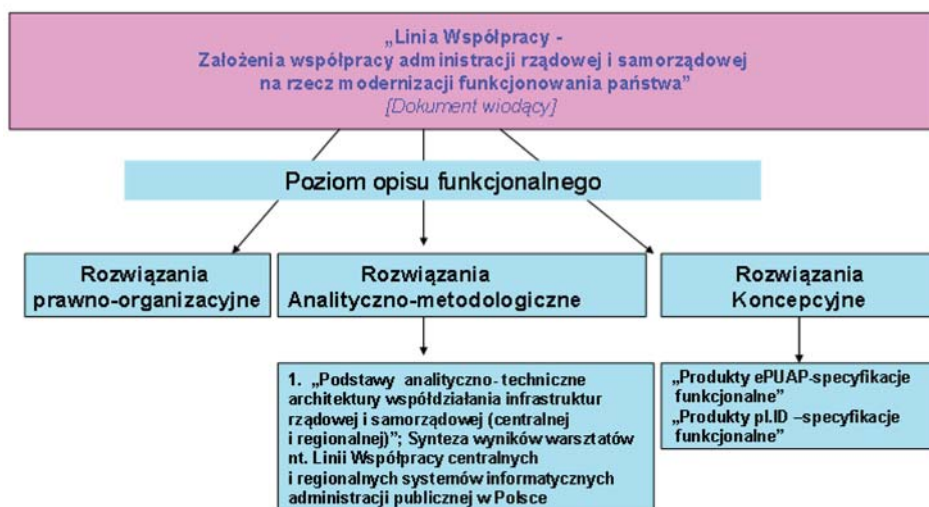 „Linia Współpracy -
Założenia współpracy administracji rządowej i samorządowej
na rzecz modernizacji funkcjonowania państwa”
[Dokument wiodący]
Poziom opisu funkcjonalnego
Rozwiązania
prawno-organizacyjne
Rozwiązania
Analityczno-metodologiczne
Rozwiązania
Koncepcyjne
1. „Podstawy analityczno- techniczne
architektury współdziałania infrastruktur
rządowej i samorządowej (centralnej
i regionalnej)”; Synteza wyników warsztatów
nt. Linii Współpracy centralnych
i regionalnych systemów informatycznych
administracji publicznej w Polsce
„Produkty ePUAP-specyfikacje
funkcjonalne”
„Produkty pl.ID –specyfikacje
funkcjonalne”